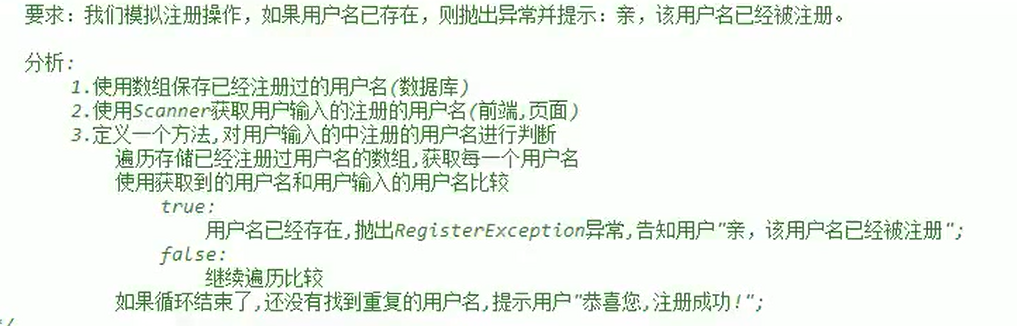 要求：我们模拟注册操作，如果用户名已存在，则抛出异常并提示：亲，该用户名已经被注册。
分析：
1.使用数组保存已经注册过的用户名(数据库)
2.使用Scanner获取用户输入的注册的用户名(前端,页面)
3.定义一个方法,对用户输入的中注册的用户名进行判断
遍历存储已经注册过用户名的数组,获取每一个用户名
使用获取到的用户名和用户输入的用户名比较
true:
用户名已经存在,抛出RegisterException异常,告知用户"亲，该用户名已经被注册";
false:
继续遍历比较
如果循环结束了,还没有找到重复的用户名,提示用户"恭喜您,注册成功!";